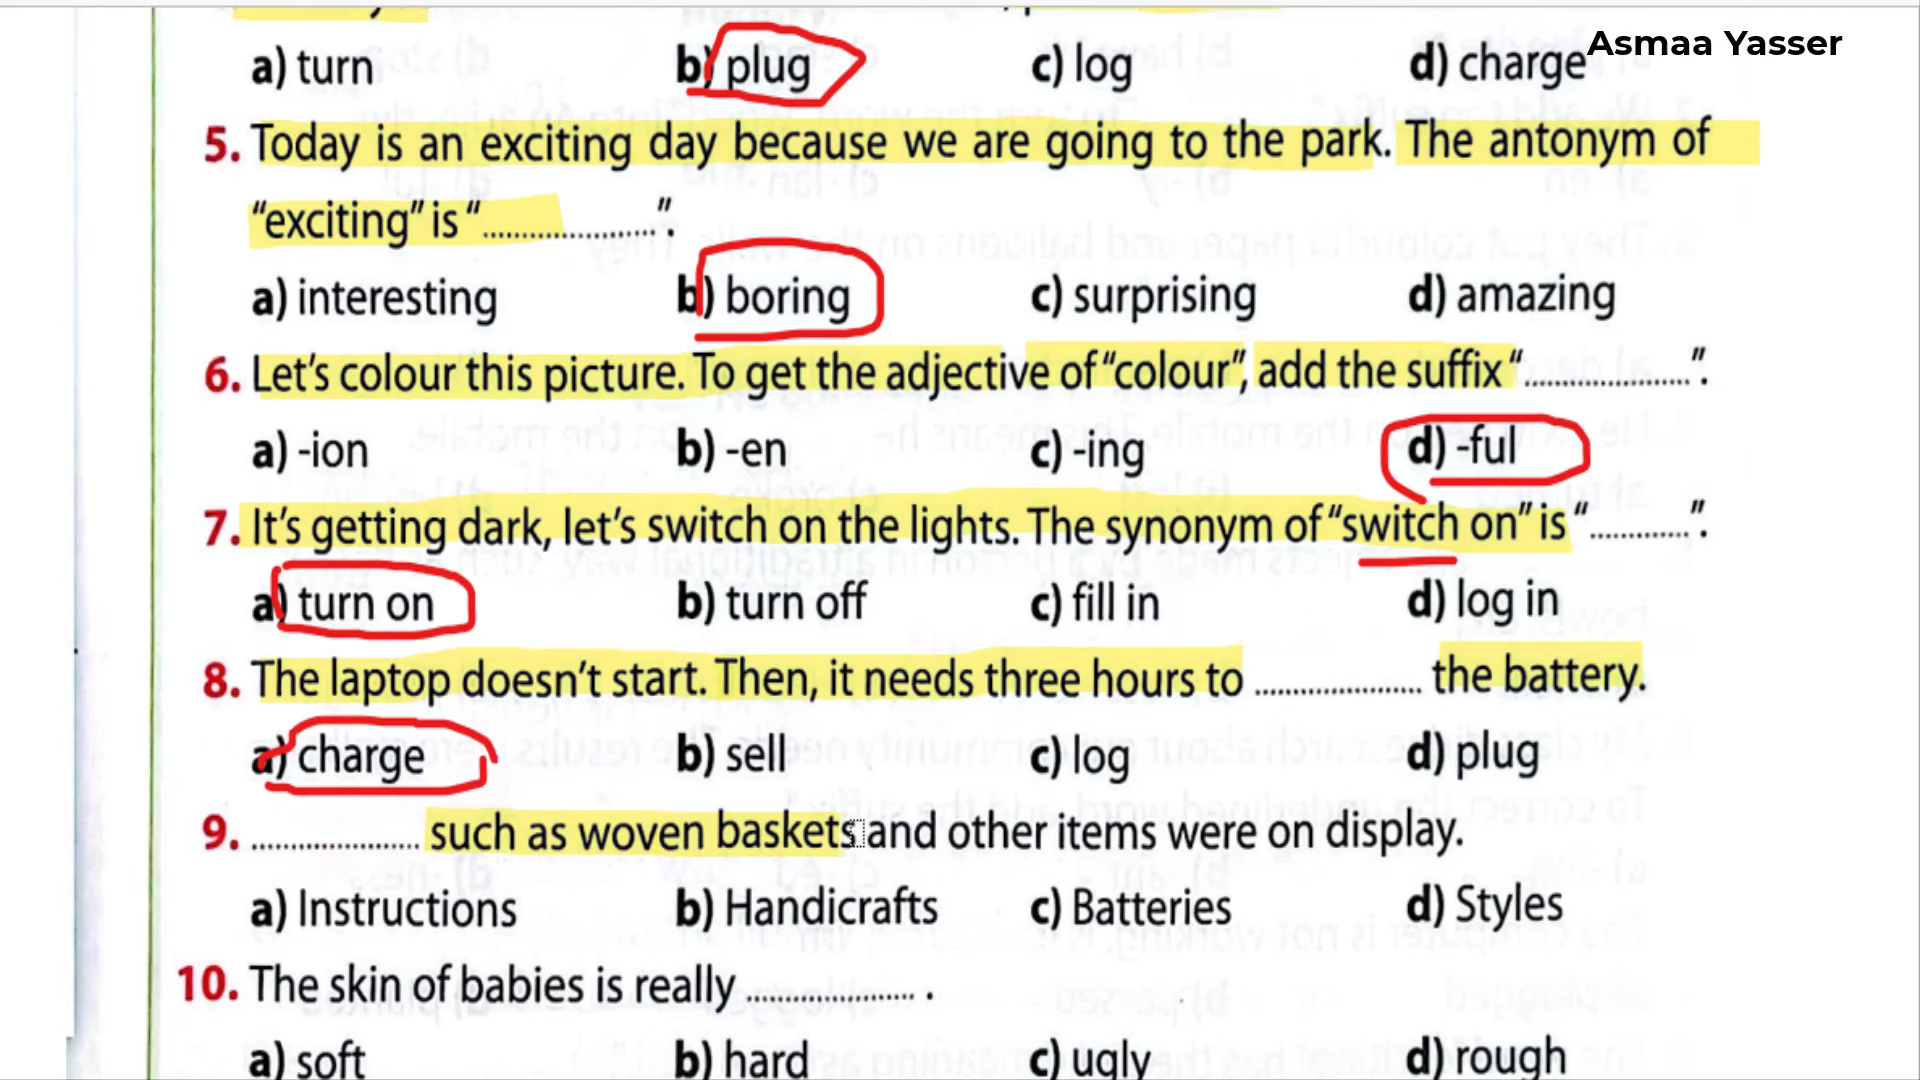 Asmaa Yasser
a) turn b) plug c) log d) charge
5. Today is an exciting day because we are going to the park. The antonym of
“exciting” is “....................”.
a) interesting b) boring c) surprising d) amazing
6. Let’s colour this picture. To get the adjective of “colour”, add the suffix “....................”.
a) -ion b) -en c) -ing d) -ful
7. It’s getting dark, let’s switch on the lights. The synonym of “switch on” is “............”.
a) turn on b) turn off c) fill in d) log in
8. The laptop doesn’t start. Then, it needs three hours to .................... the battery.
a) charge b) sell c) log d) plug
9. .................... such as woven baskets and other items were on display.
a) Instructions b) Handicrafts c) Batteries d) Styles
10. The skin of babies is really .................... .
a) soft b) hard c) ugly d) rough